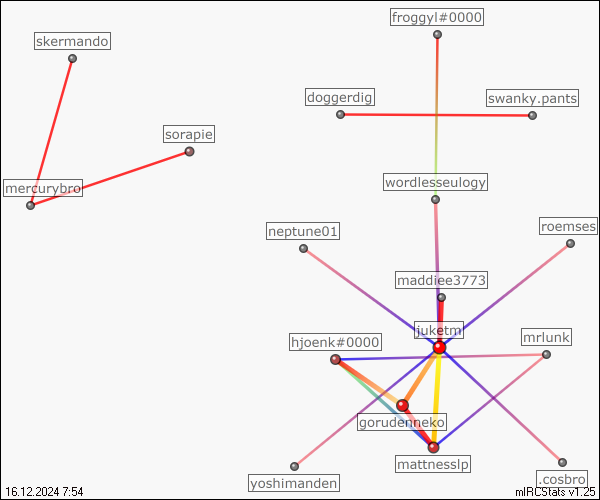 froggyl#0000
skermando
doggerdig
swanky.pants
sorapie
mercurybro
wordlesseulogy
neptune01
roemses
maddiee3773
juketm
hjoenk#0000
mrlunk
gorudenneko
mattnesslp
yoshimanden
.cosbro
16.12.2024 7:54
mIRCStats v1.25